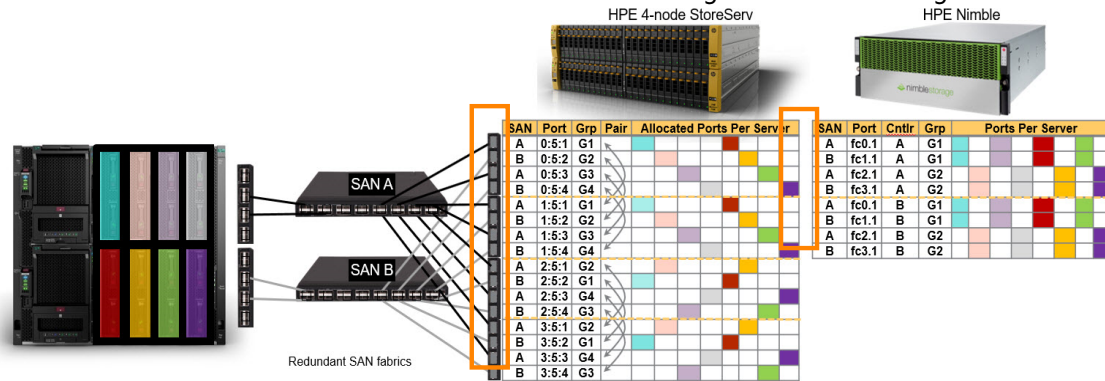 HPE 4-node StoreServ
HPE Nimble
nimblestorage
SAN A
SAN B
Redundant SAN fabrics
SAN Port Grp Pair Allocated Ports Per Server
A 0:5:1 G1
B 0:5:2 G2
A 0:5:3 G3
B 0:5:4 G4
A 1:5:1 G1
B 1:5:2 G2
A 1:5:3 G3
B 1:5:4 G4
A 2:5:1 G2
B 2:5:2 G1
A 2:5:3 G4
B 2:5:4 G3
A 3:5:1 G2
B 3:5:2 G1
A 3:5:3 G4
B 3:5:4 G3
SAN Port Cntlr Grp Ports Per Server
A fc0.1 A G1
B fc1.1 A G1
A fc2.1 A G2
B fc3.1 A G2
A fc0.1 B G1
B fc1.1 B G1
A fc2.1 B G2
B fc3.1 B G2